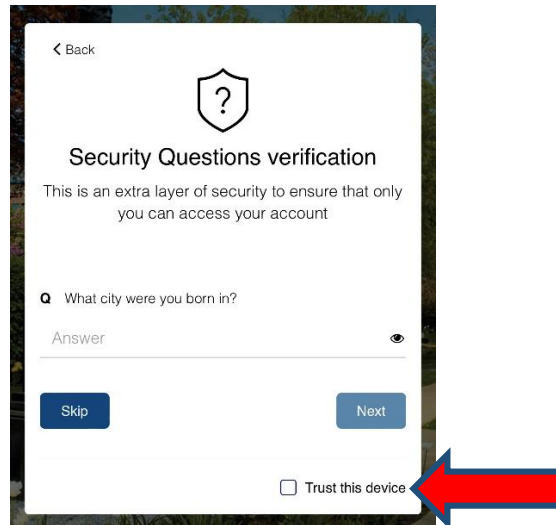 Back
?
Security Questions verification
This is an extra layer of security to ensure that only
you can access your account
Q What city were you born in?
Answer
Skip Next
Trust this device